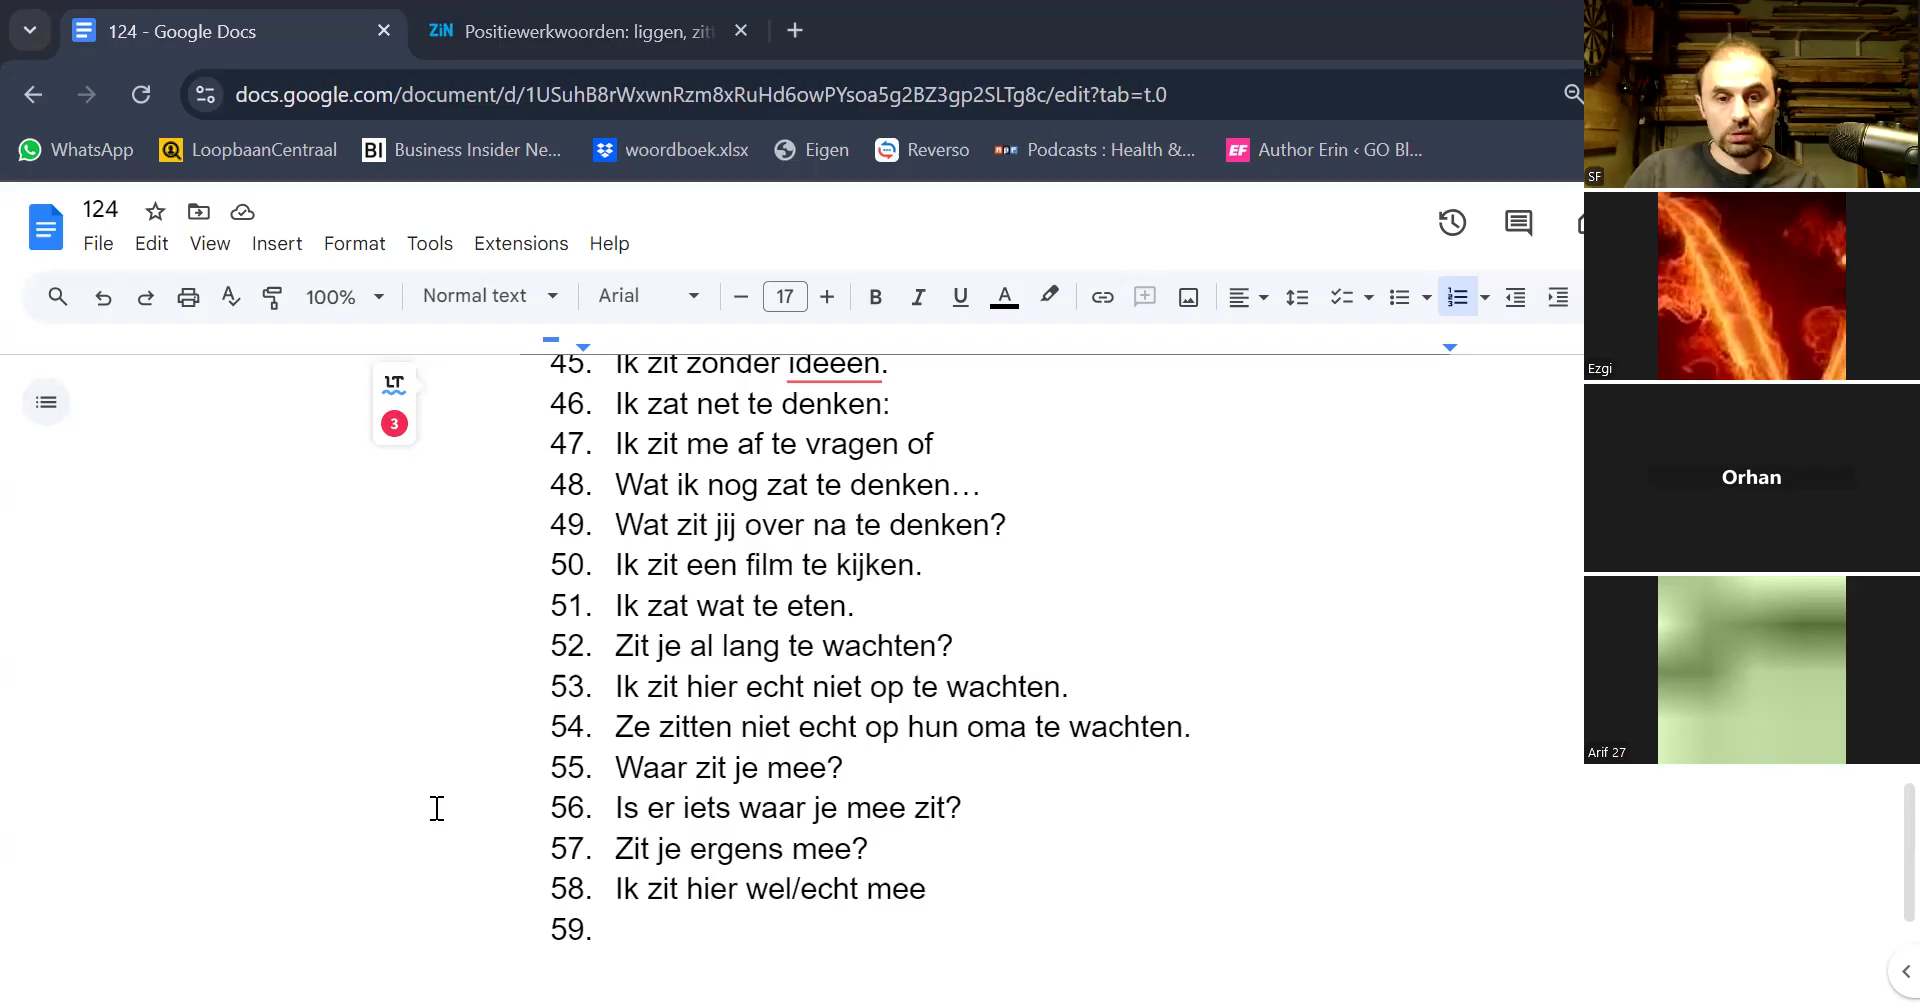 124 - Google Docs
ZiN Positiewerkwoorden: liggen, zit
docs.google.com/document/d/1USuhB8rWxwnRzm8xRuHd6owPYsoa5g2BZ3gp2SLTg8c/edit?tab=t.0
WhatsApp LoopbaanCentraal BI Business Insider Ne... woordboek.xlsx Eigen Reverso npr Podcasts : Health &... EF Author Erin ‹ GO Bl...
124
File Edit View Insert Format Tools Extensions Help
100% Normal text Arial 17 B I U A
LT
3
45. Ik zit zonder ideeën.
46. Ik zat net te denken:
47. Ik zit me af te vragen of
48. Wat ik nog zat te denken…
49. Wat zit jij over na te denken?
50. Ik zit een film te kijken.
51. Ik zat wat te eten.
52. Zit je al lang te wachten?
53. Ik zit hier echt niet op te wachten.
54. Ze zitten niet echt op hun oma te wachten.
55. Waar zit je mee?
56. Is er iets waar je mee zit?
57. Zit je ergens mee?
58. Ik zit hier wel/echt mee
59.
SF
Ezgi
Orhan
Arif 27